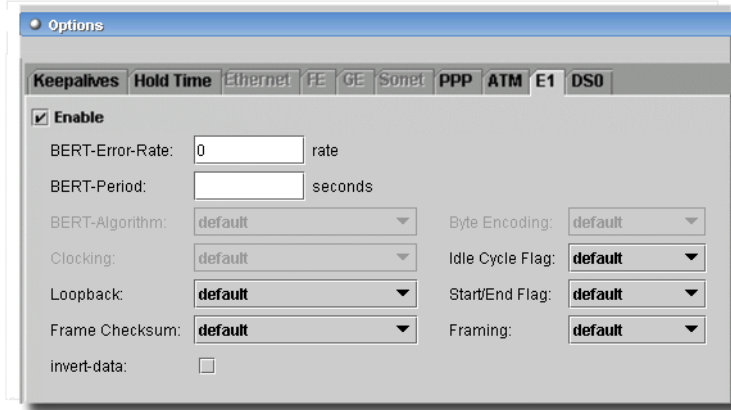 Options
Keepalives Hold Time Ethernet FE GE Sonet PPP ATM E1 DS0
Enable
BERT-Error-Rate: 0 rate
BERT-Period: seconds
BERT-Algorithm: default Byte Encoding: default
Clocking: default Idle Cycle Flag: default
Loopback: default Start/End Flag: default
Frame Checksum: default Framing: default
invert-data: